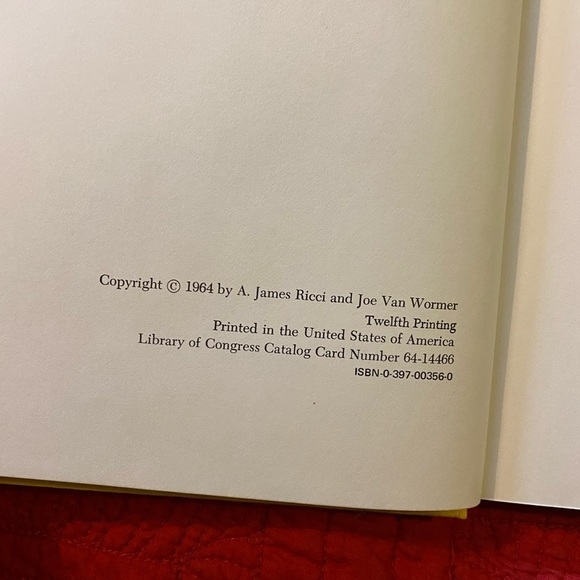 Copyright © 1964 by A. James Ricci and Joe Van Wormer
Twelfth Printing
Printed in the United States of America
Library of Congress Catalog Card Number 64-14466
ISBN-0-397-00356-0